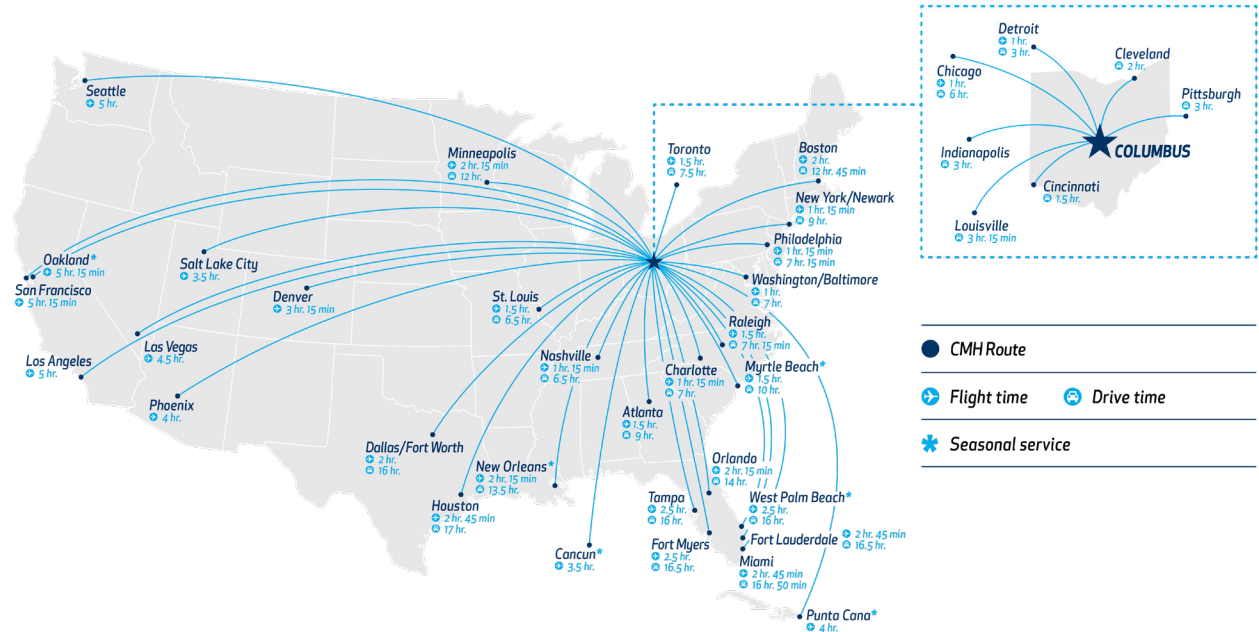 Seattle
5 hr.
Minneapolis
2 hr. 15 min
12 hr.
Toronto
1.5 hr.
7.5 hr.
Boston
2 hr.
12 hr. 45 min
New York/Newark
1 hr. 15 min
9 hr.
Philadelphia
1 hr. 15 min
7 hr. 15 min
Washington/Baltimore
1 hr.
7 hr.
Oakland*
5 hr. 15 min
San Francisco
5 hr. 15 min
Salt Lake City
3.5 hr.
Denver
3 hr. 15 min
St. Louis
1.5 hr.
6.5 hr.
Raleigh
1.5 hr.
7 hr. 15 min
Los Angeles
5 hr.
Las Vegas
4.5 hr.
Nashville
1 hr. 15 min
6.5 hr.
Charlotte
1 hr. 15 min
7 hr.
Myrtle Beach*
1.5 hr.
10 hr.
Phoenix
4 hr.
Atlanta
1.5 hr.
9 hr.
Dallas/Fort Worth
2 hr.
16 hr.
New Orleans*
2 hr. 15 min
13.5 hr.
Orlando
2 hr. 15 min
14 hr.
Houston
2 hr. 45 min
17 hr.
Tampa
2.5 hr.
16 hr.
West Palm Beach*
2.5 hr.
16 hr.
Fort Lauderdale
2 hr. 45 min
16.5 hr.
Cancun*
3.5 hr.
Fort Myers
2.5 hr.
16.5 hr.
Miami
2 hr. 45 min
16 hr. 50 min
Punta Cana*
4 hr.
Detroit
1 hr.
3 hr.
Cleveland
2 hr.
Chicago
1 hr.
6 hr.
Pittsburgh
3 hr.
Indianapolis
3 hr.
COLUMBUS
Cincinnati
1.5 hr.
Louisville
3 hr. 15 min
CMH Route
Flight time
Drive time
Seasonal service